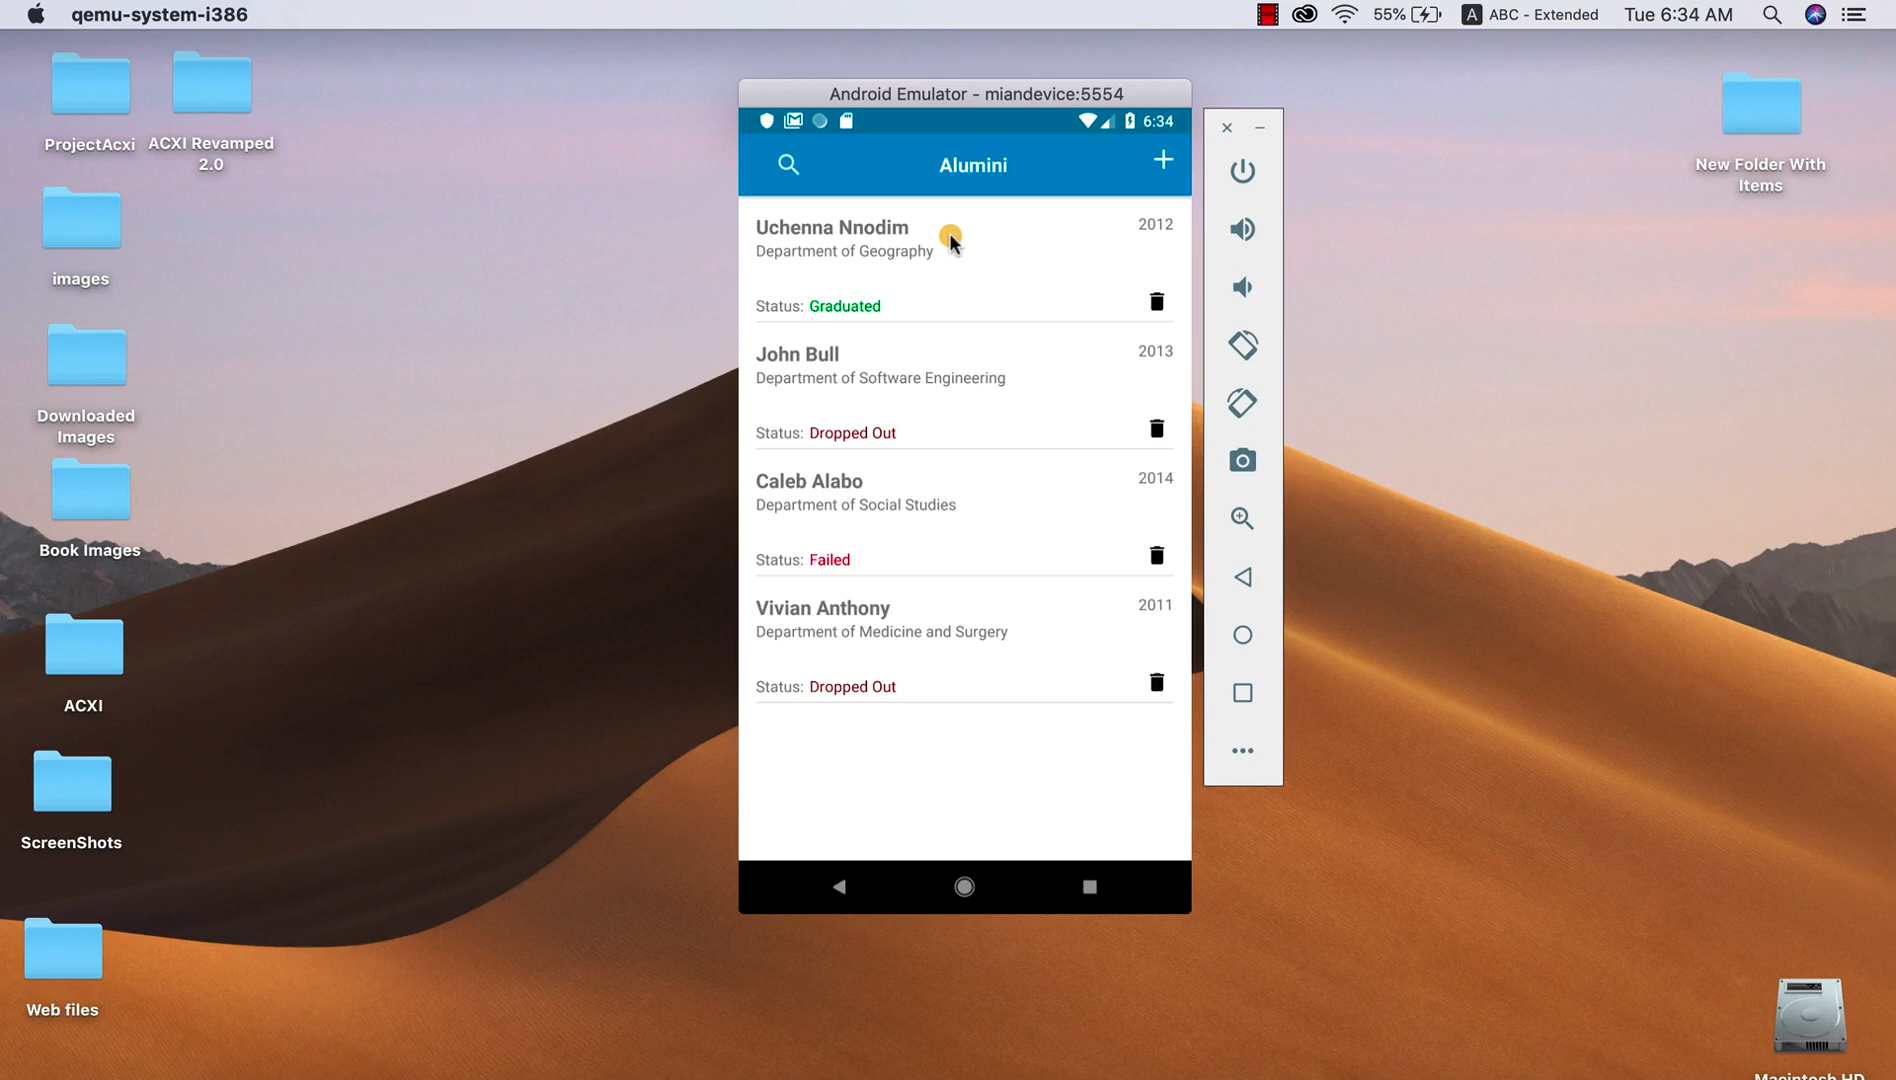 qemu-system-i386
55%
A ABC - Extended
Tue 6:34 AM
ProjectAcxi
ACXI Revamped
2.0
images
Downloaded
Images
Book Images
ACXI
ScreenShots
Web files
Android Emulator - miandevice:5554
6:34
Alumini
Uchenna Nnodim
2012
Department of Geography
Status: Graduated
John Bull
2013
Department of Software Engineering
Status: Dropped Out
Caleb Alabo
2014
Department of Social Studies
Status: Failed
Vivian Anthony
2011
Department of Medicine and Surgery
Status: Dropped Out
New Folder With
Items
Macintosh HD